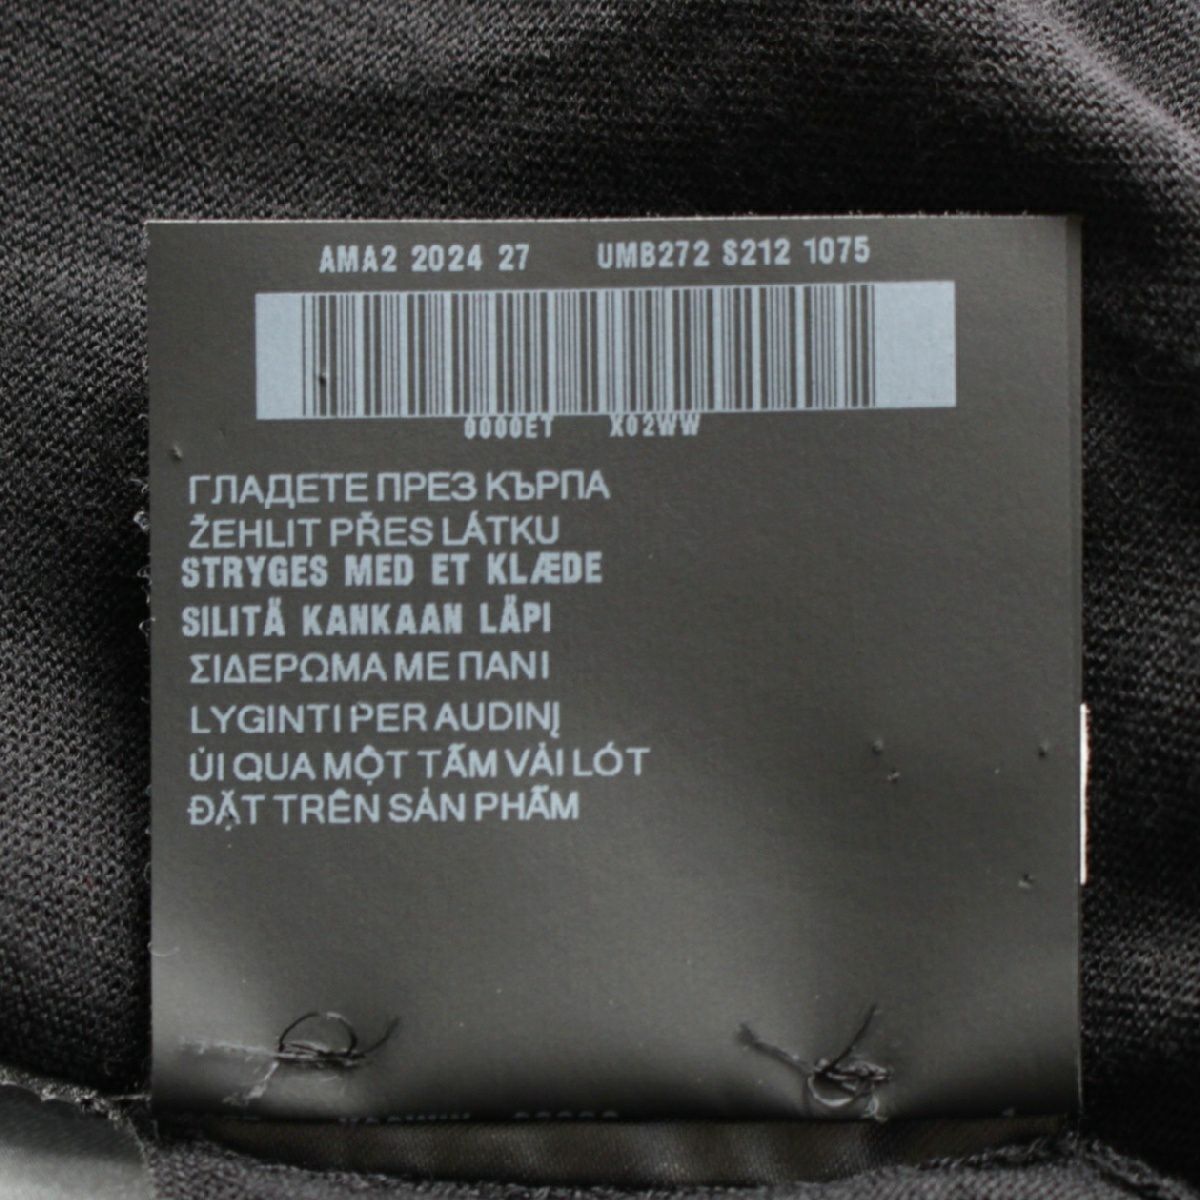 AMA2 2024 27 UMB272 S212 1075
0000ET X02WW
ГЛАДЕТЕ ПРЕЗ КЪРПА
ŽEHLIT PŘES LÁTKU
STRYGES MED ET KLÆDE
SILITÄ KANKAAN LÄPI
ΣΙΔΕΡΩΜΑ ΜΕ ΠΑΝΙ
LYGINTI PER AUDINĮ
ỦI QUA MỘT TẤM VẢI LÓT
ĐẶT TRÊN SẢN PHẨM